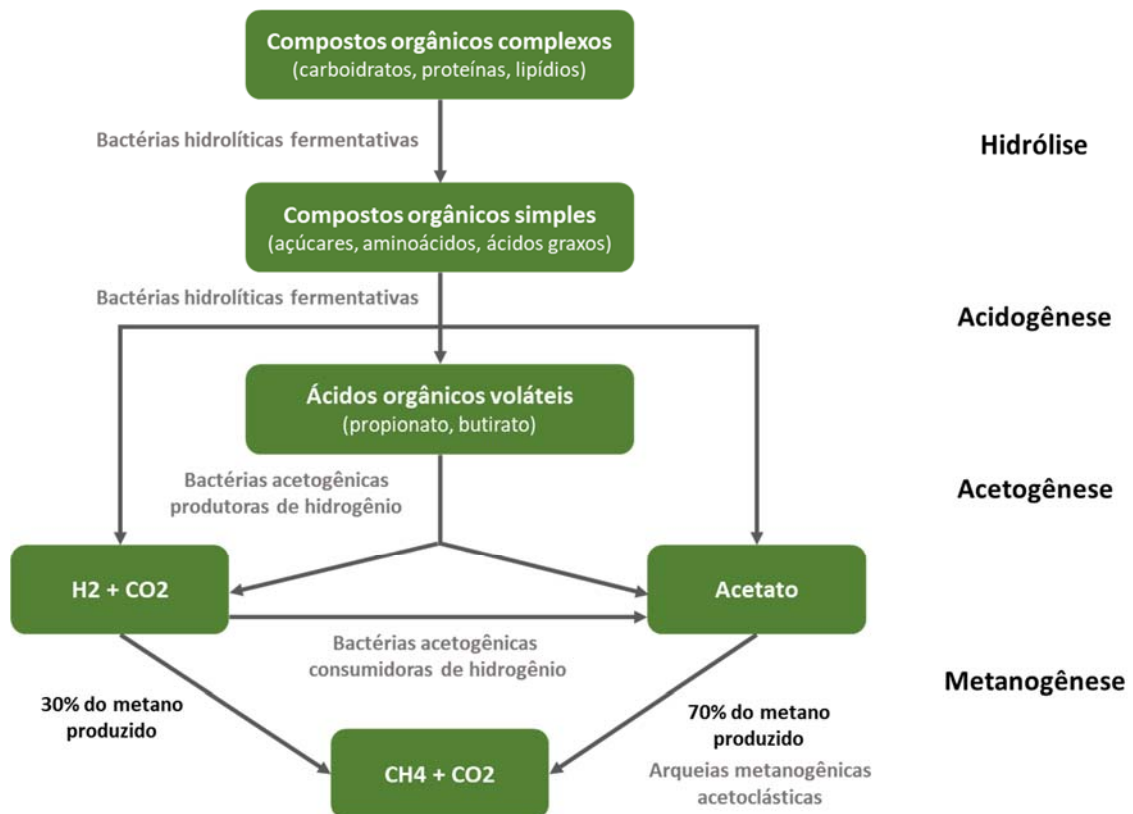 Compostos orgânicos complexos
(carboidratos, proteínas, lipídios)
Bactérias hidrolíticas fermentativas
Hidrólise
Compostos orgânicos simples
(açúcares, aminoácidos, ácidos graxos)
Bactérias hidrolíticas fermentativas
Acidogênese
Ácidos orgânicos voláteis
(propionato, butirato)
Bactérias acetogênicas
produtoras de hidrogênio
Acetogênese
H2 + CO2
Acetato
Bactérias acetogênicas
consumidoras de hidrogênio
Metanogênese
30% do metano
produzido
70% do metano
produzido
CH4 + CO2
Arqueias metanogênicas
acetoclásticas